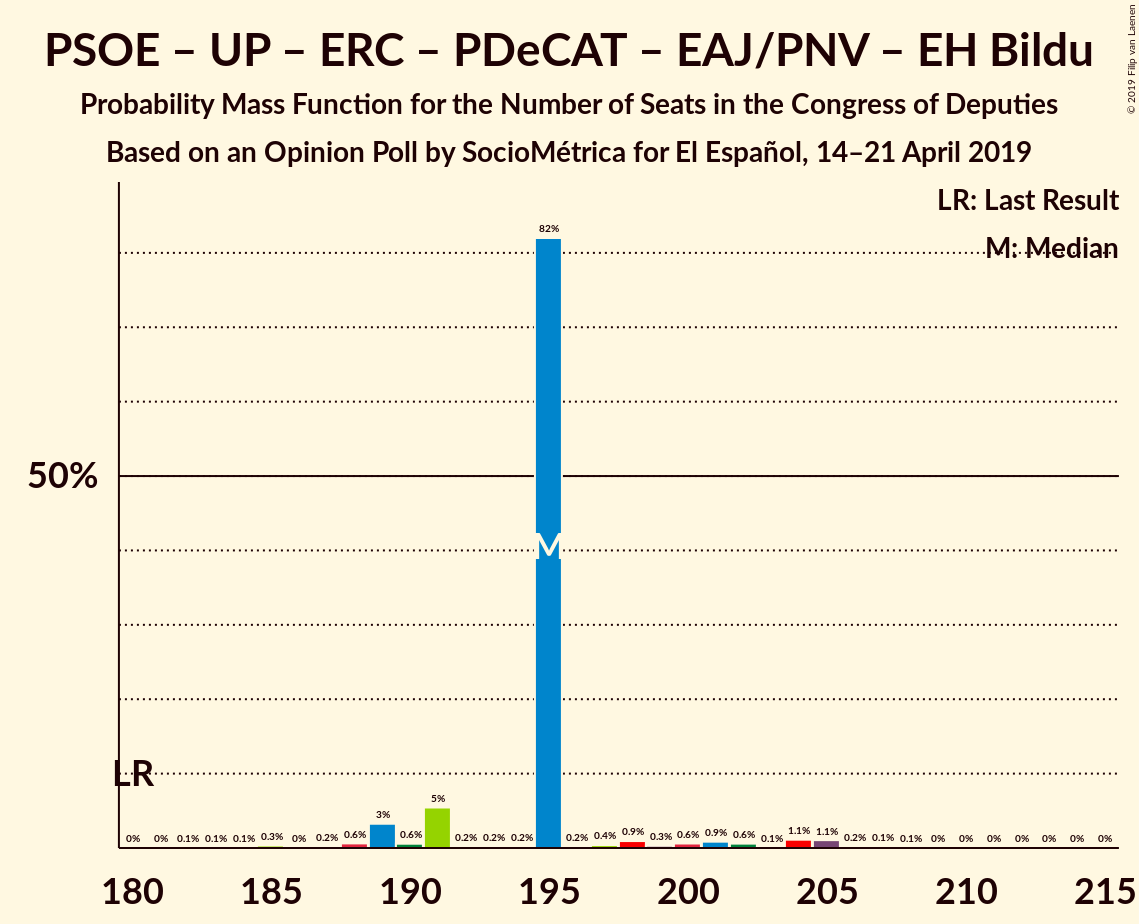 PSOE – UP – ERC – PDeCAT – EAJ/PNV – EH Bildu
Probability Mass Function for the Number of Seats in the Congress of Deputies
Based on an Opinion Poll by SocioMétrica for El Español, 14–21 April 2019
© 2019 Filip van Laenen
LR: Last Result
M: Median
82%
50%
M
LR
0% 0% 0.1% 0.1% 0.1% 0.3% 0% 0.2% 0.6% 3% 0.6% 5% 0.2% 0.2% 0.2% 0.2% 0.4% 0.9% 0.3% 0.6% 0.9% 0.6% 0.1% 1.1% 1.1% 0.2% 0.1% 0.1% 0% 0% 0% 0% 0% 0% 0%
180 185 190 195 200 205 210 215